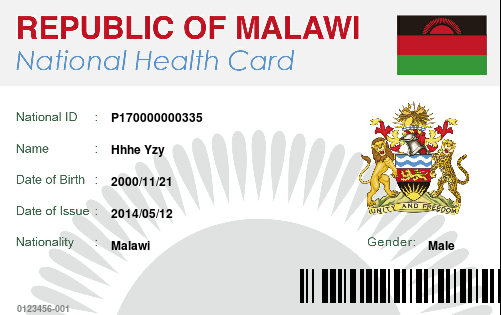 REPUBLIC OF MALAWI
National Health Card
National ID : P170000000335
Name : Hhhe Yzy
Date of Birth : 2000/11/21
Date of Issue : 2014/05/12
UNITY AND FREEDOM
Nationality : Malawi Gender: Male
0123456-001